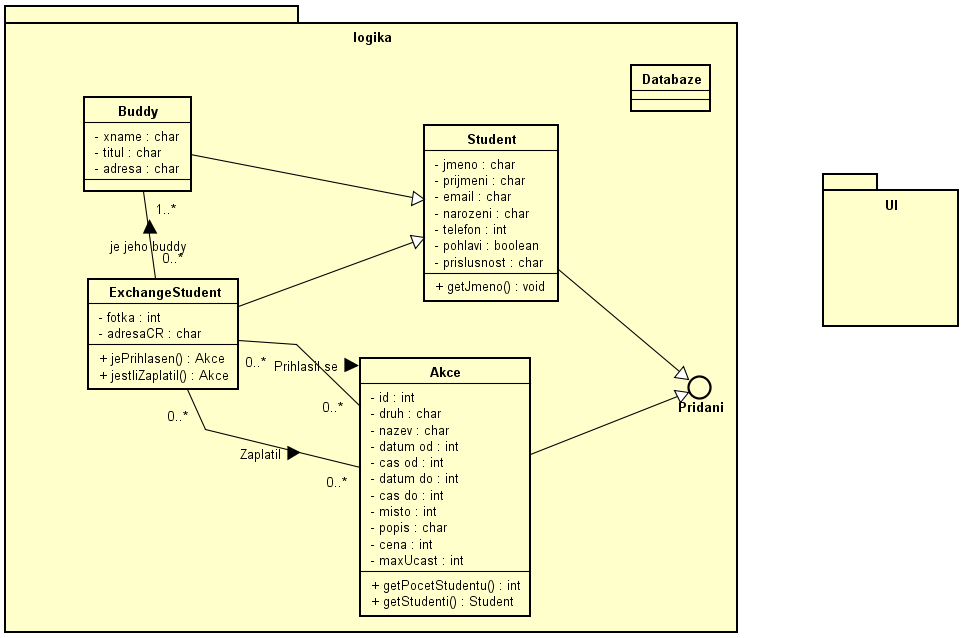 logika
Databaze
Buddy
- xname : char
- titul : char
- adresa : char
Student
- jmeno : char
- prijmeni : char
- email : char
- narozeni : char
- telefon : int
- pohlavi : boolean
- prislusnost : char
+ getJmeno() : void
UI
1..*
je jeho buddy
0..*
ExchangeStudent
- fotka : int
- adresaCR : char
+ jePrihlasen() : Akce
+ jestliZaplatil() : Akce
0..*
Prihlasil se
0..*
0..*
Zaplatil
0..*
Akce
- id : int
- druh : char
- nazev : char
- datum od : int
- cas od : int
- datum do : int
- cas do : int
- misto : int
- popis : char
- cena : int
- maxUcast : int
+ getPocetStudentu() : int
+ getStudenti() : Student
Pridani